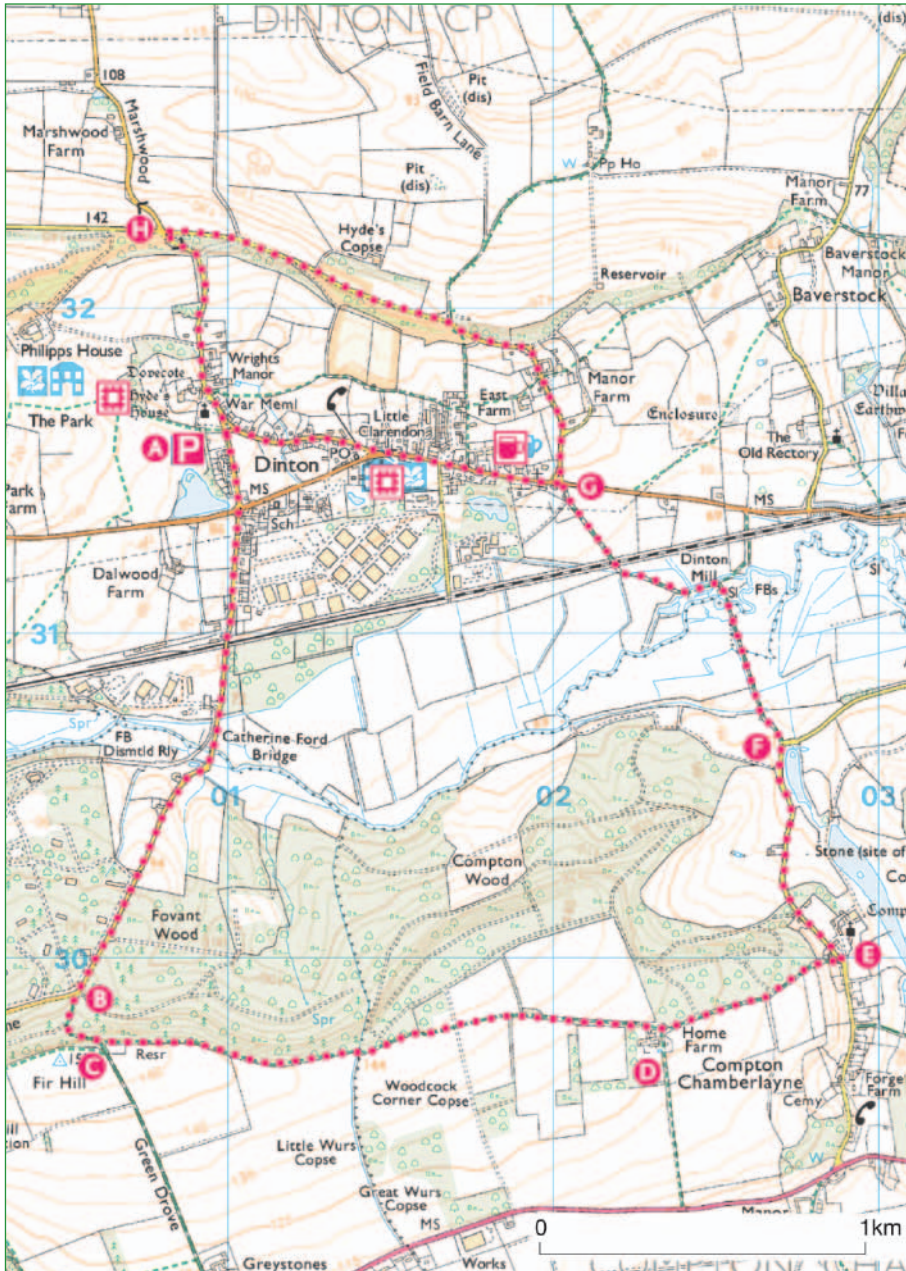 DINTON CP
(dis)
108
Marshwood
Field Barn Lane
Pit
(dis)
Marshwood
Farm
W
Pp Ho
Pit
(dis)
Manor
Farm
77
142
H
Hyde's
Copse
Baverstock
Manor
Reservoir
Baverstock
32
Philipps House
Dovecote
Wrights
Manor
Manor
Farm
Hyde's
House
War Meml
East
Farm
Enclosure
The Park
Little
Clarendon
The
Old Rectory
A
P
Dinton
PO
G
Park
Farm
MS
MS
Sch
Dalwood
Farm
Dinton
Mill
Sl
FBs
Sl
31
Spr
FB
Dismtld Rly
Catherine Ford
Bridge
F
01
02
03
Compton
Wood
Stone (site of
Fovant
Wood
30
E
B
Spr
C
Resr
Fir Hill
D
Home
Farm
Compton
Chamberlayne
Woodcock
Corner Copse
Forge
Farm
Cemy
Green Drove
Little Wurs
Copse
W
Great Wurs
Copse
MS
Manor
Greystones
Works
0
1km